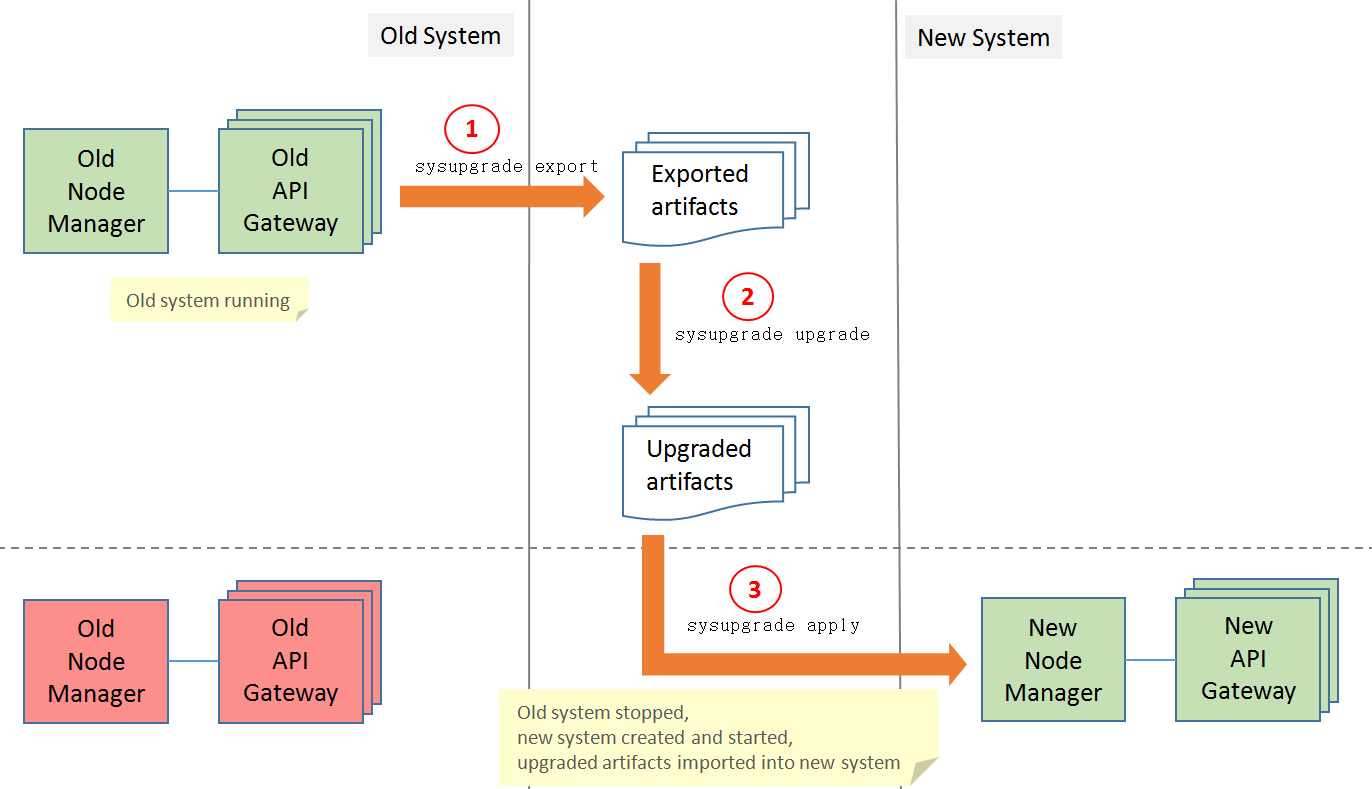 Old System
New System
Old
Node
Manager
Old
API
Gateway
1
sysupgrade export
Exported
artifacts
Old system running
2
sysupgrade upgrade
Upgraded
artifacts
Old
Node
Manager
Old
API
Gateway
3
sysupgrade apply
New
Node
Manager
New
API
Gateway
Old system stopped,
new system created and started,
upgraded artifacts imported into new system